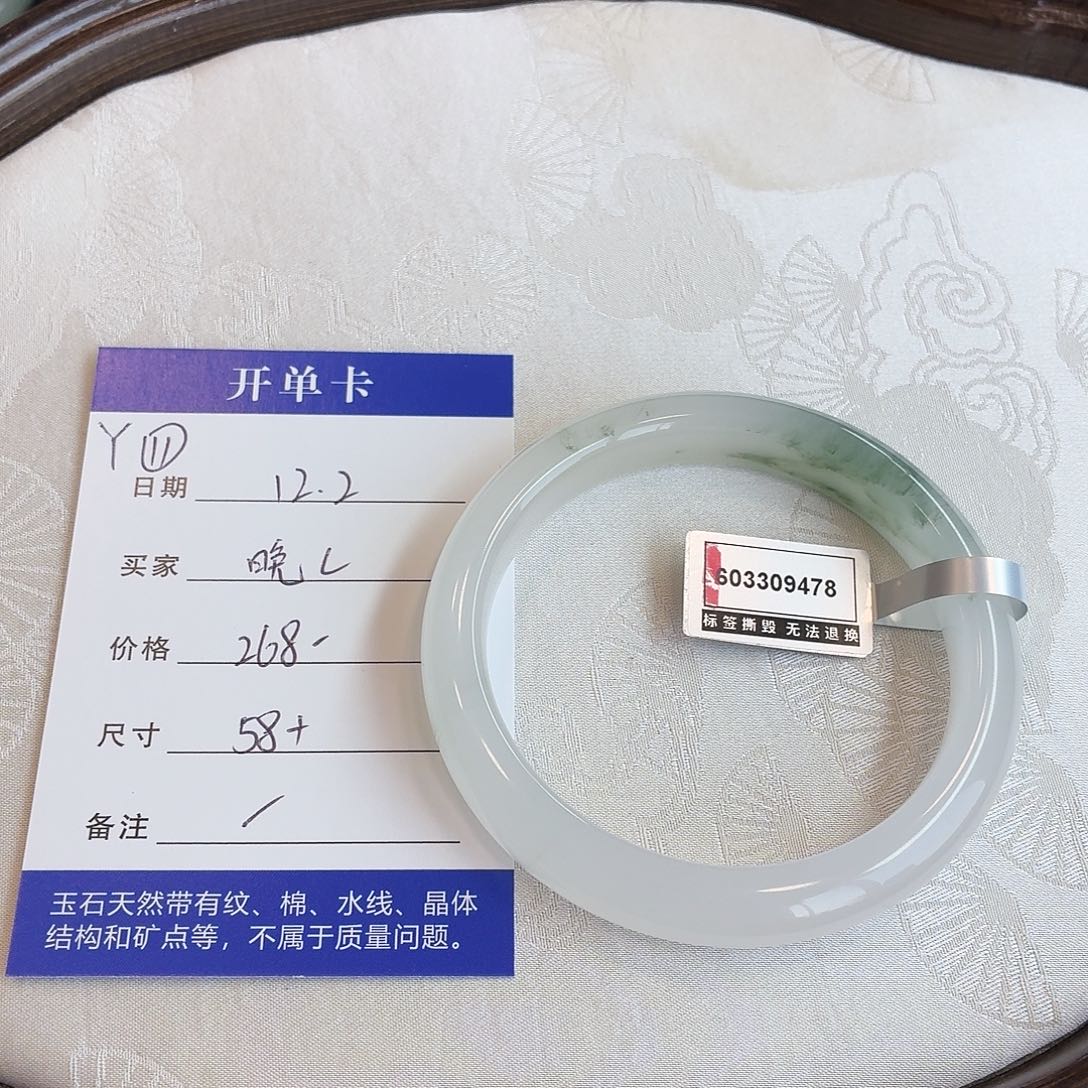 开单卡
Y⑪
日期 12.2
买家 晚L
价格 268-
尺寸 58+
备注 /
玉石天然带有纹、棉、水线、晶体
结构和矿点等，不属于质量问题。
603309478
标签撕毁 无法退换